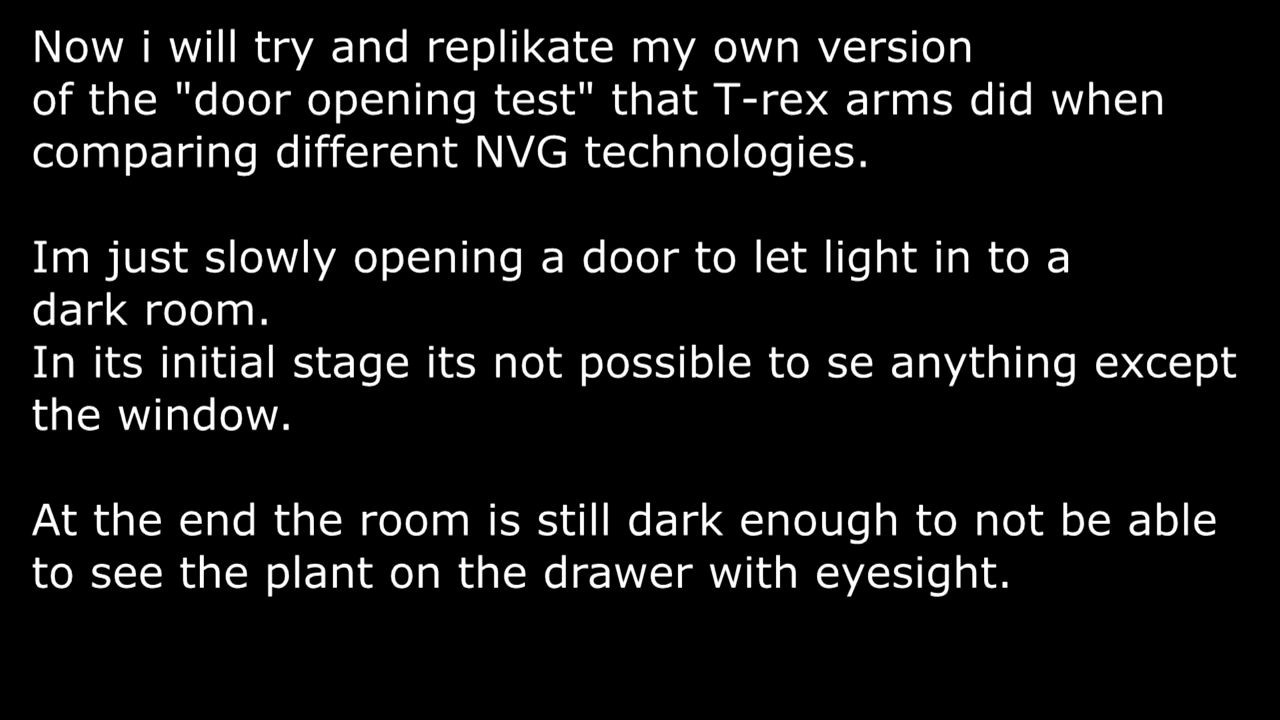 Now i will try and replikate my own version
of the "door opening test" that T-rex arms did when
comparing different NVG technologies.
Im just slowly opening a door to let light in to a
dark room.
In its initial stage its not possible to se anything except
the window.
At the end the room is still dark enough to not be able
to see the plant on the drawer with eyesight.